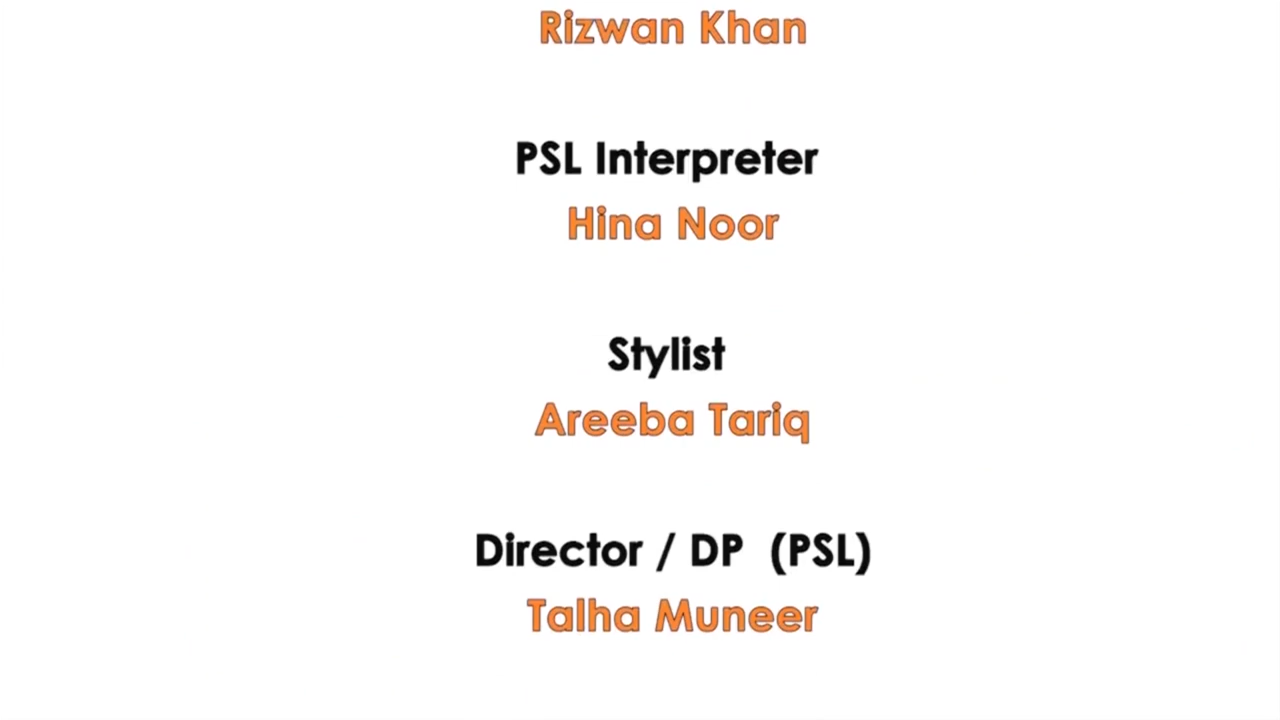 Rizwan Khan
PSL Interpreter
Hina Noor
Stylist
Areeba Tariq
Director / DP (PSL)
Talha Muneer